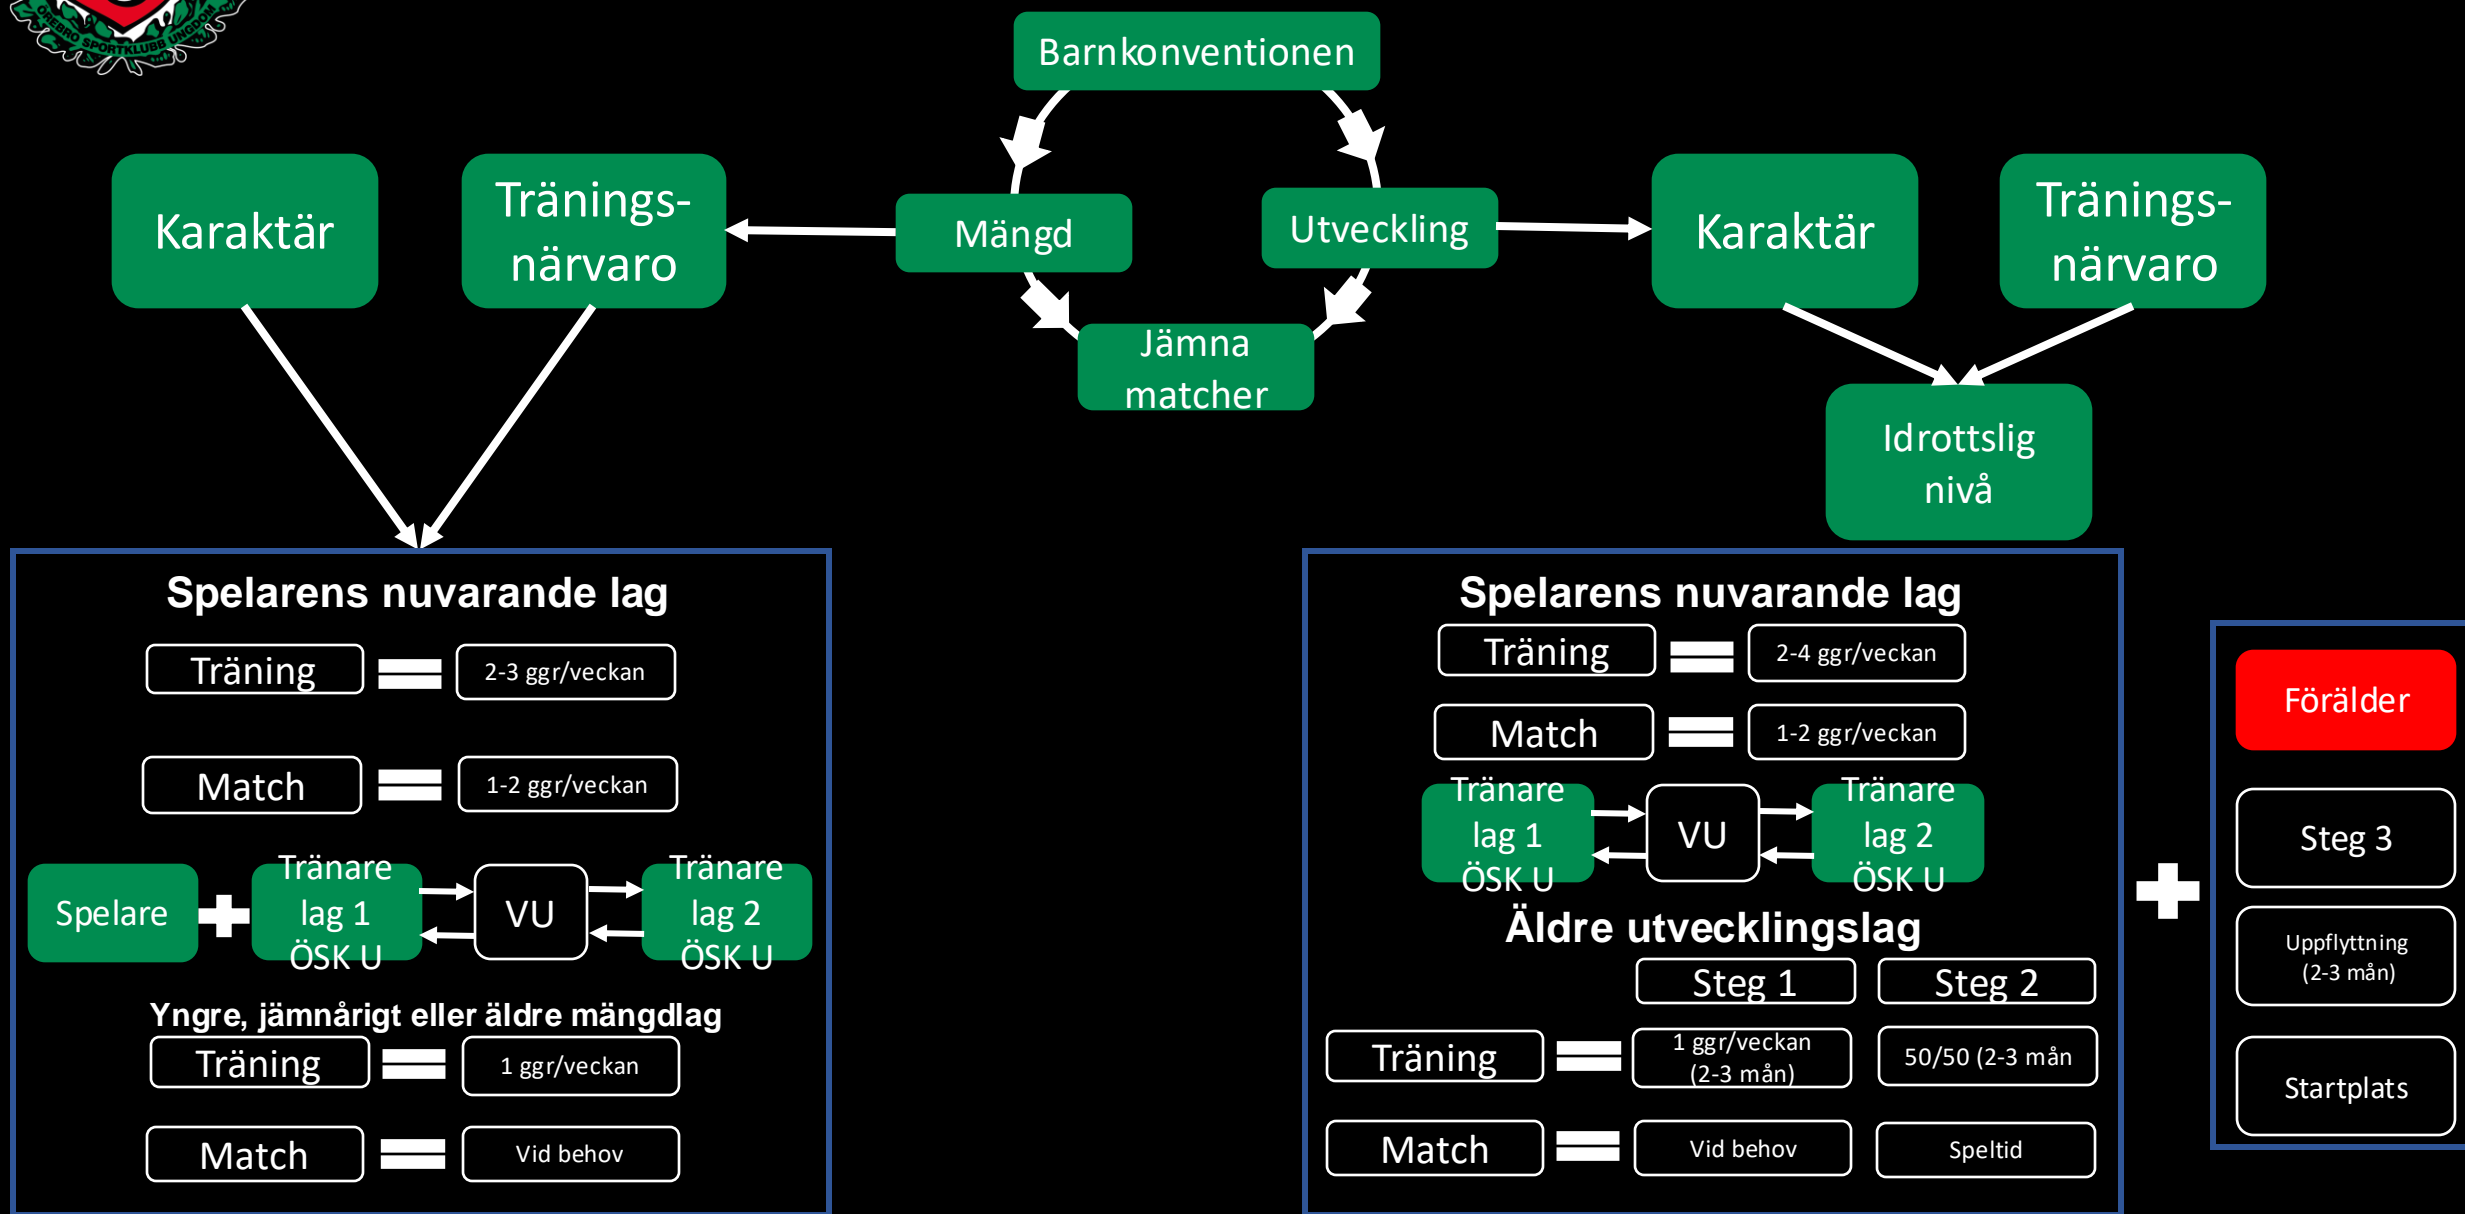 ÖREBRO SPORTKLUBB UNGDOM
Barnkonventionen
Karaktär
Tränings-
närvaro
Mängd
Utveckling
Karaktär
Tränings-
närvaro
Jämna
matcher
Idrottslig
nivå
Spelarens nuvarande lag
Träning
2-3 ggr/veckan
Match
1-2 ggr/veckan
Spelare
Tränare
lag 1
ÖSK U
VU
Tränare
lag 2
ÖSK U
Yngre, jämnårigt eller äldre mängdlag
Träning
1 ggr/veckan
Match
Vid behov
Spelarens nuvarande lag
Träning
2-4 ggr/veckan
Match
1-2 ggr/veckan
Tränare
lag 1
ÖSK U
VU
Tränare
lag 2
ÖSK U
Äldre utvecklingslag
Steg 1
Steg 2
Träning
1 ggr/veckan
(2-3 mån)
50/50 (2-3 mån
Match
Vid behov
Speltid
Förälder
Steg 3
Uppflyttning
(2-3 mån)
Startplats